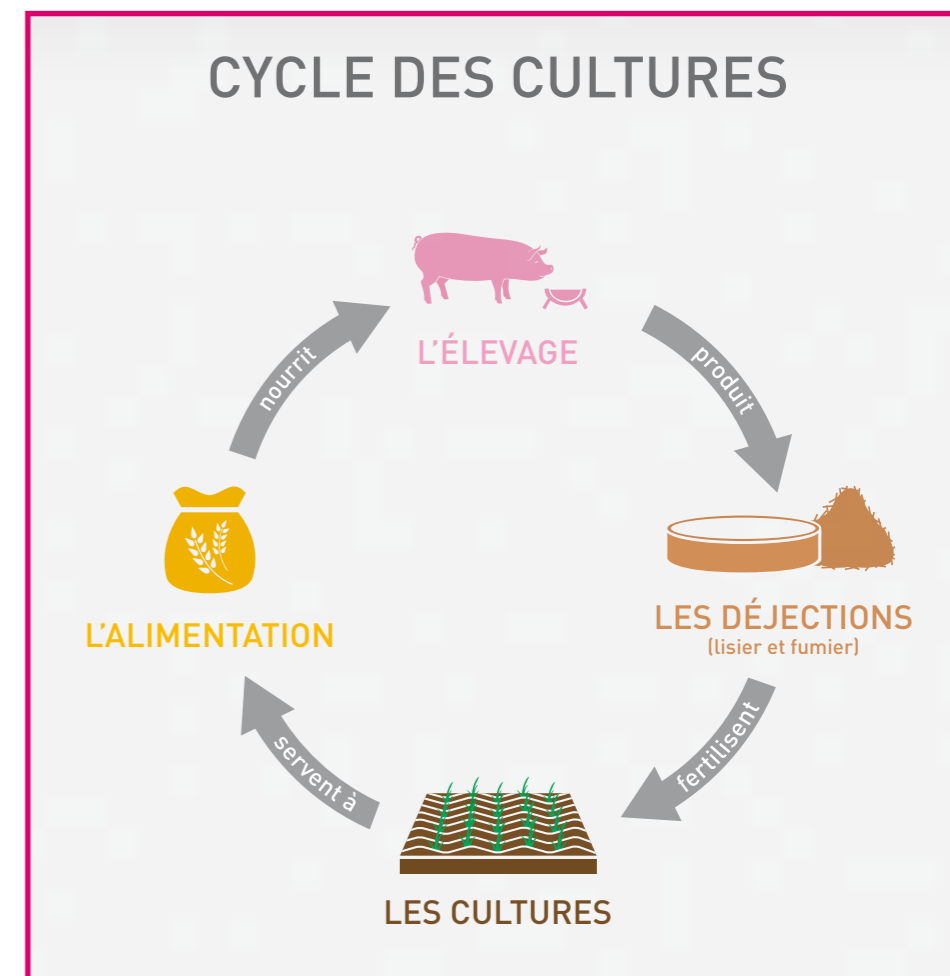 CYCLE DES CULTURES
L'ÉLEVAGE
produit
LES DÉJECTIONS
(lisier et fumier)
fertilisent
LES CULTURES
servent à
L'ALIMENTATION
nourrit